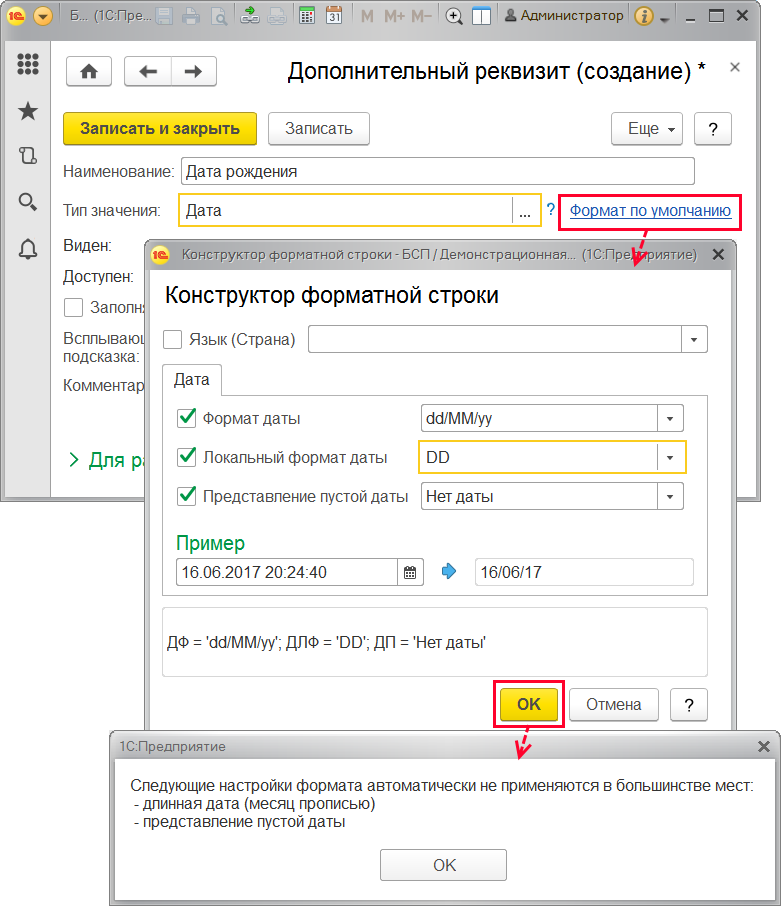 Б... (1С:Пре...
31
M M+ M−
Администратор
Дополнительный реквизит (создание) *
Записать и закрыть
Записать
Еще
?
Наименование:
Дата рождения
Тип значения:
Дата
...
?
Формат по умолчанию
Виден:
Доступен:
Заполня
Всплываюц
подсказка:
Комментар
Для ра
Конструктор форматной строки - БСП / Демонстрационная... (1С:Предприятие)
Конструктор форматной строки
Язык (Страна)
Дата
Формат даты
dd/MM/yy
Локальный формат даты
DD
Представление пустой даты
Нет даты
Пример
16.06.2017 20:24:40
16/06/17
ДФ = 'dd/MM/yy'; ДЛФ = 'DD'; ДП = 'Нет даты'
OK
Отмена
?
1С:Предприятие
Следующие настройки формата автоматически не применяются в большинстве мест:
- длинная дата (месяц прописью)
- представление пустой даты
OK